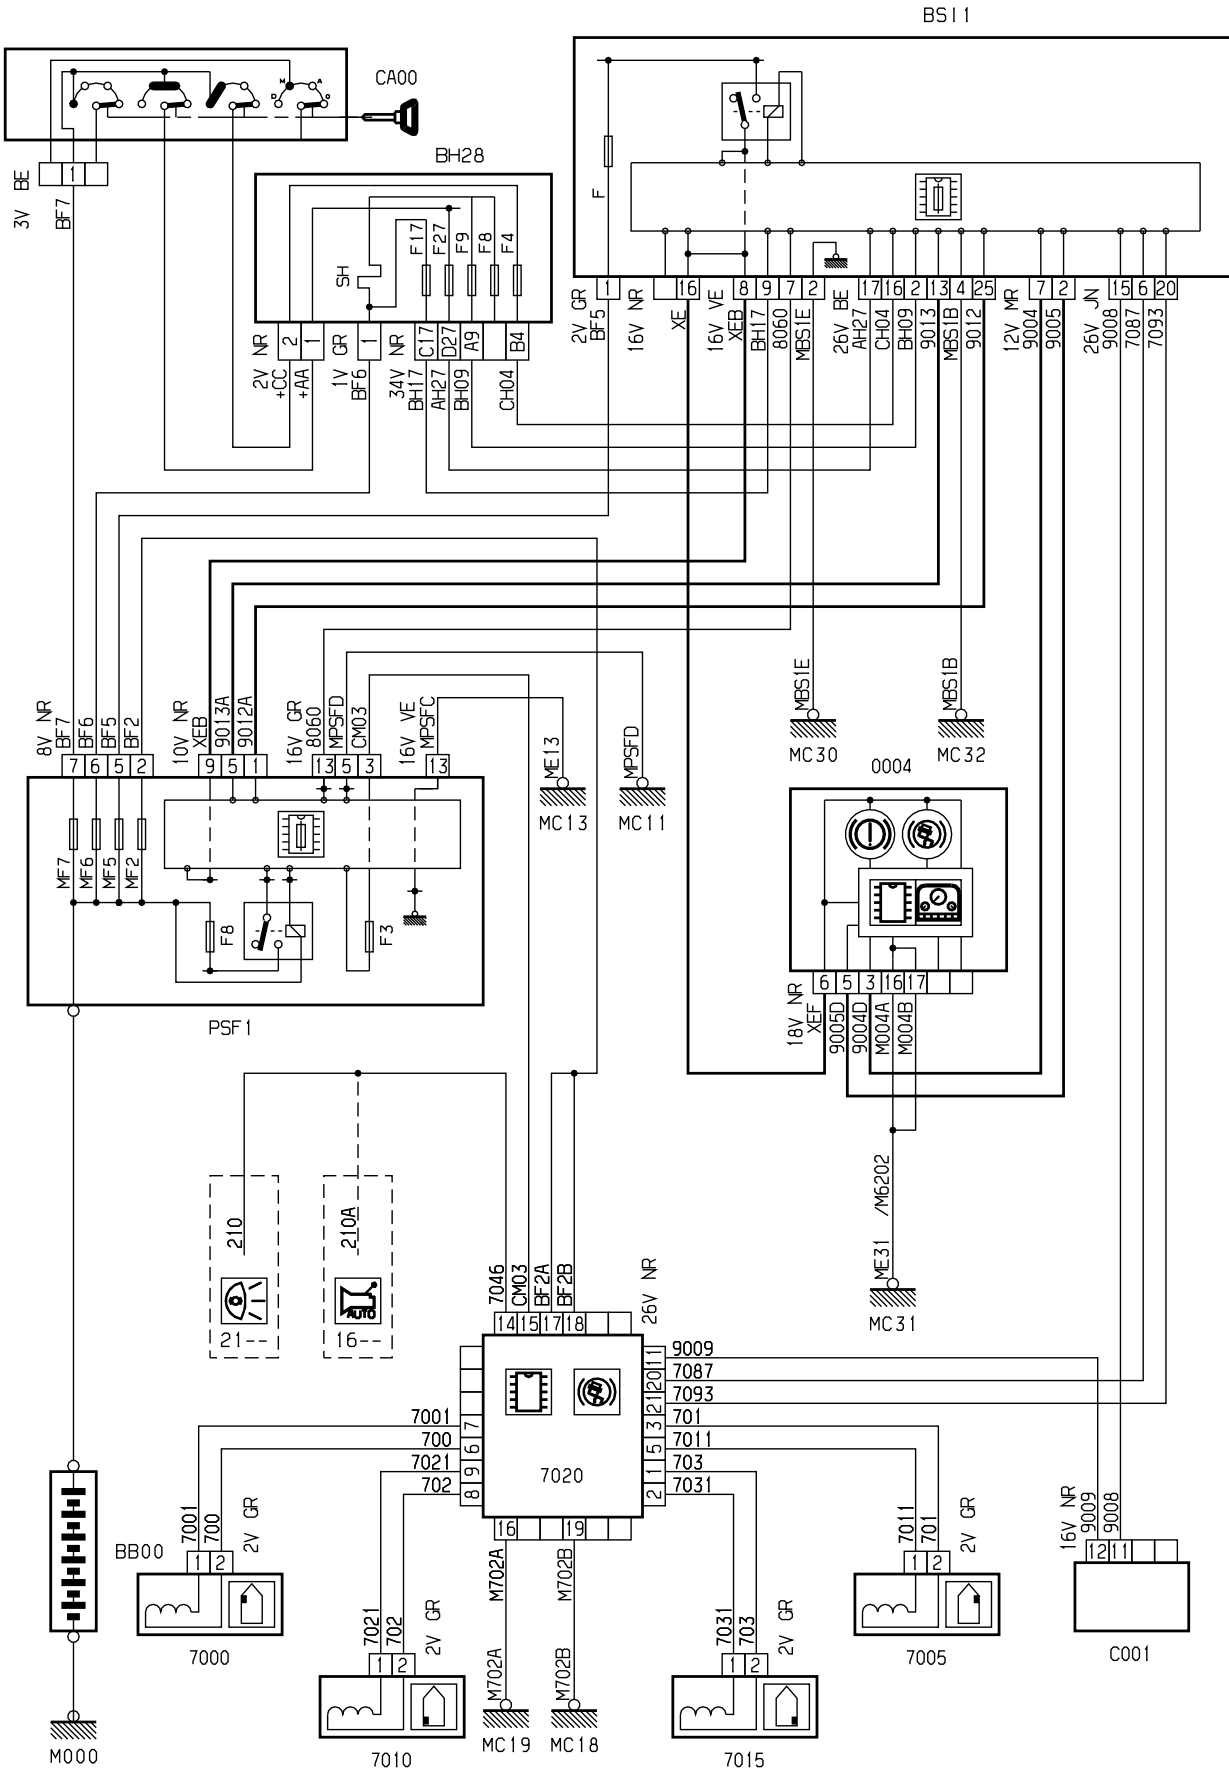 BSI1
CA00
M A
D O
BH28
3V BE
1
BF7
SH
F17
F27
F9
F8
F4
F
2V NR
2 1
+CC
+AA
1V GR
1
BF6
34V NR
C17 D27 A9 B4
BH17
AH27
BH09
CH04
2V GR
1
BF5
16V NR
16
XE
16V VE
8 9 7 2
XEB
BH17
8060
MBS1E
26V BE
17 16 2 13 4 25
AH27
CH04
BH09
9013
MBS1B
9012
12V MR
7 2
9004
9005
26V JN
15 6 20
9008
7087
7093
8V NR
BF7
BF6
BF5
BF2
7 6 5 2
10V NR
XEB
9013A
9012A
9 5 1
16V GR
8060
MPSFD
CM03
13 5 3
16V VE
MPSFC
13
ME13
MC13
MPSFD
MC11
MBS1E
MC30
MBS1B
MC32
0004
MF7
MF6
MF5
MF2
F8
F3
PSF1
6 5 3 16 17
18V NR
XEF
9005D
9004D
M004A
M004B
/M6202
ME31
MC31
210
21--
210A
AUTO
16--
7046
CM03
BF2A
BF2B
26V NR
14 15 17 18
11 9009
20 7087
21 7093
7001 7
3 701
700 6
5 7011
7021 9
1 703
702 8
2 7031
7020
16 19
M702A
M702B
M702A
M702B
MC19
MC18
BB00
M000
7001
700
2V GR
1 2
7000
7021
702
2V GR
1 2
7010
7031
703
2V GR
1 2
7015
7011
701
2V GR
1 2
7005
16V NR
9009
9008
12 11
C001